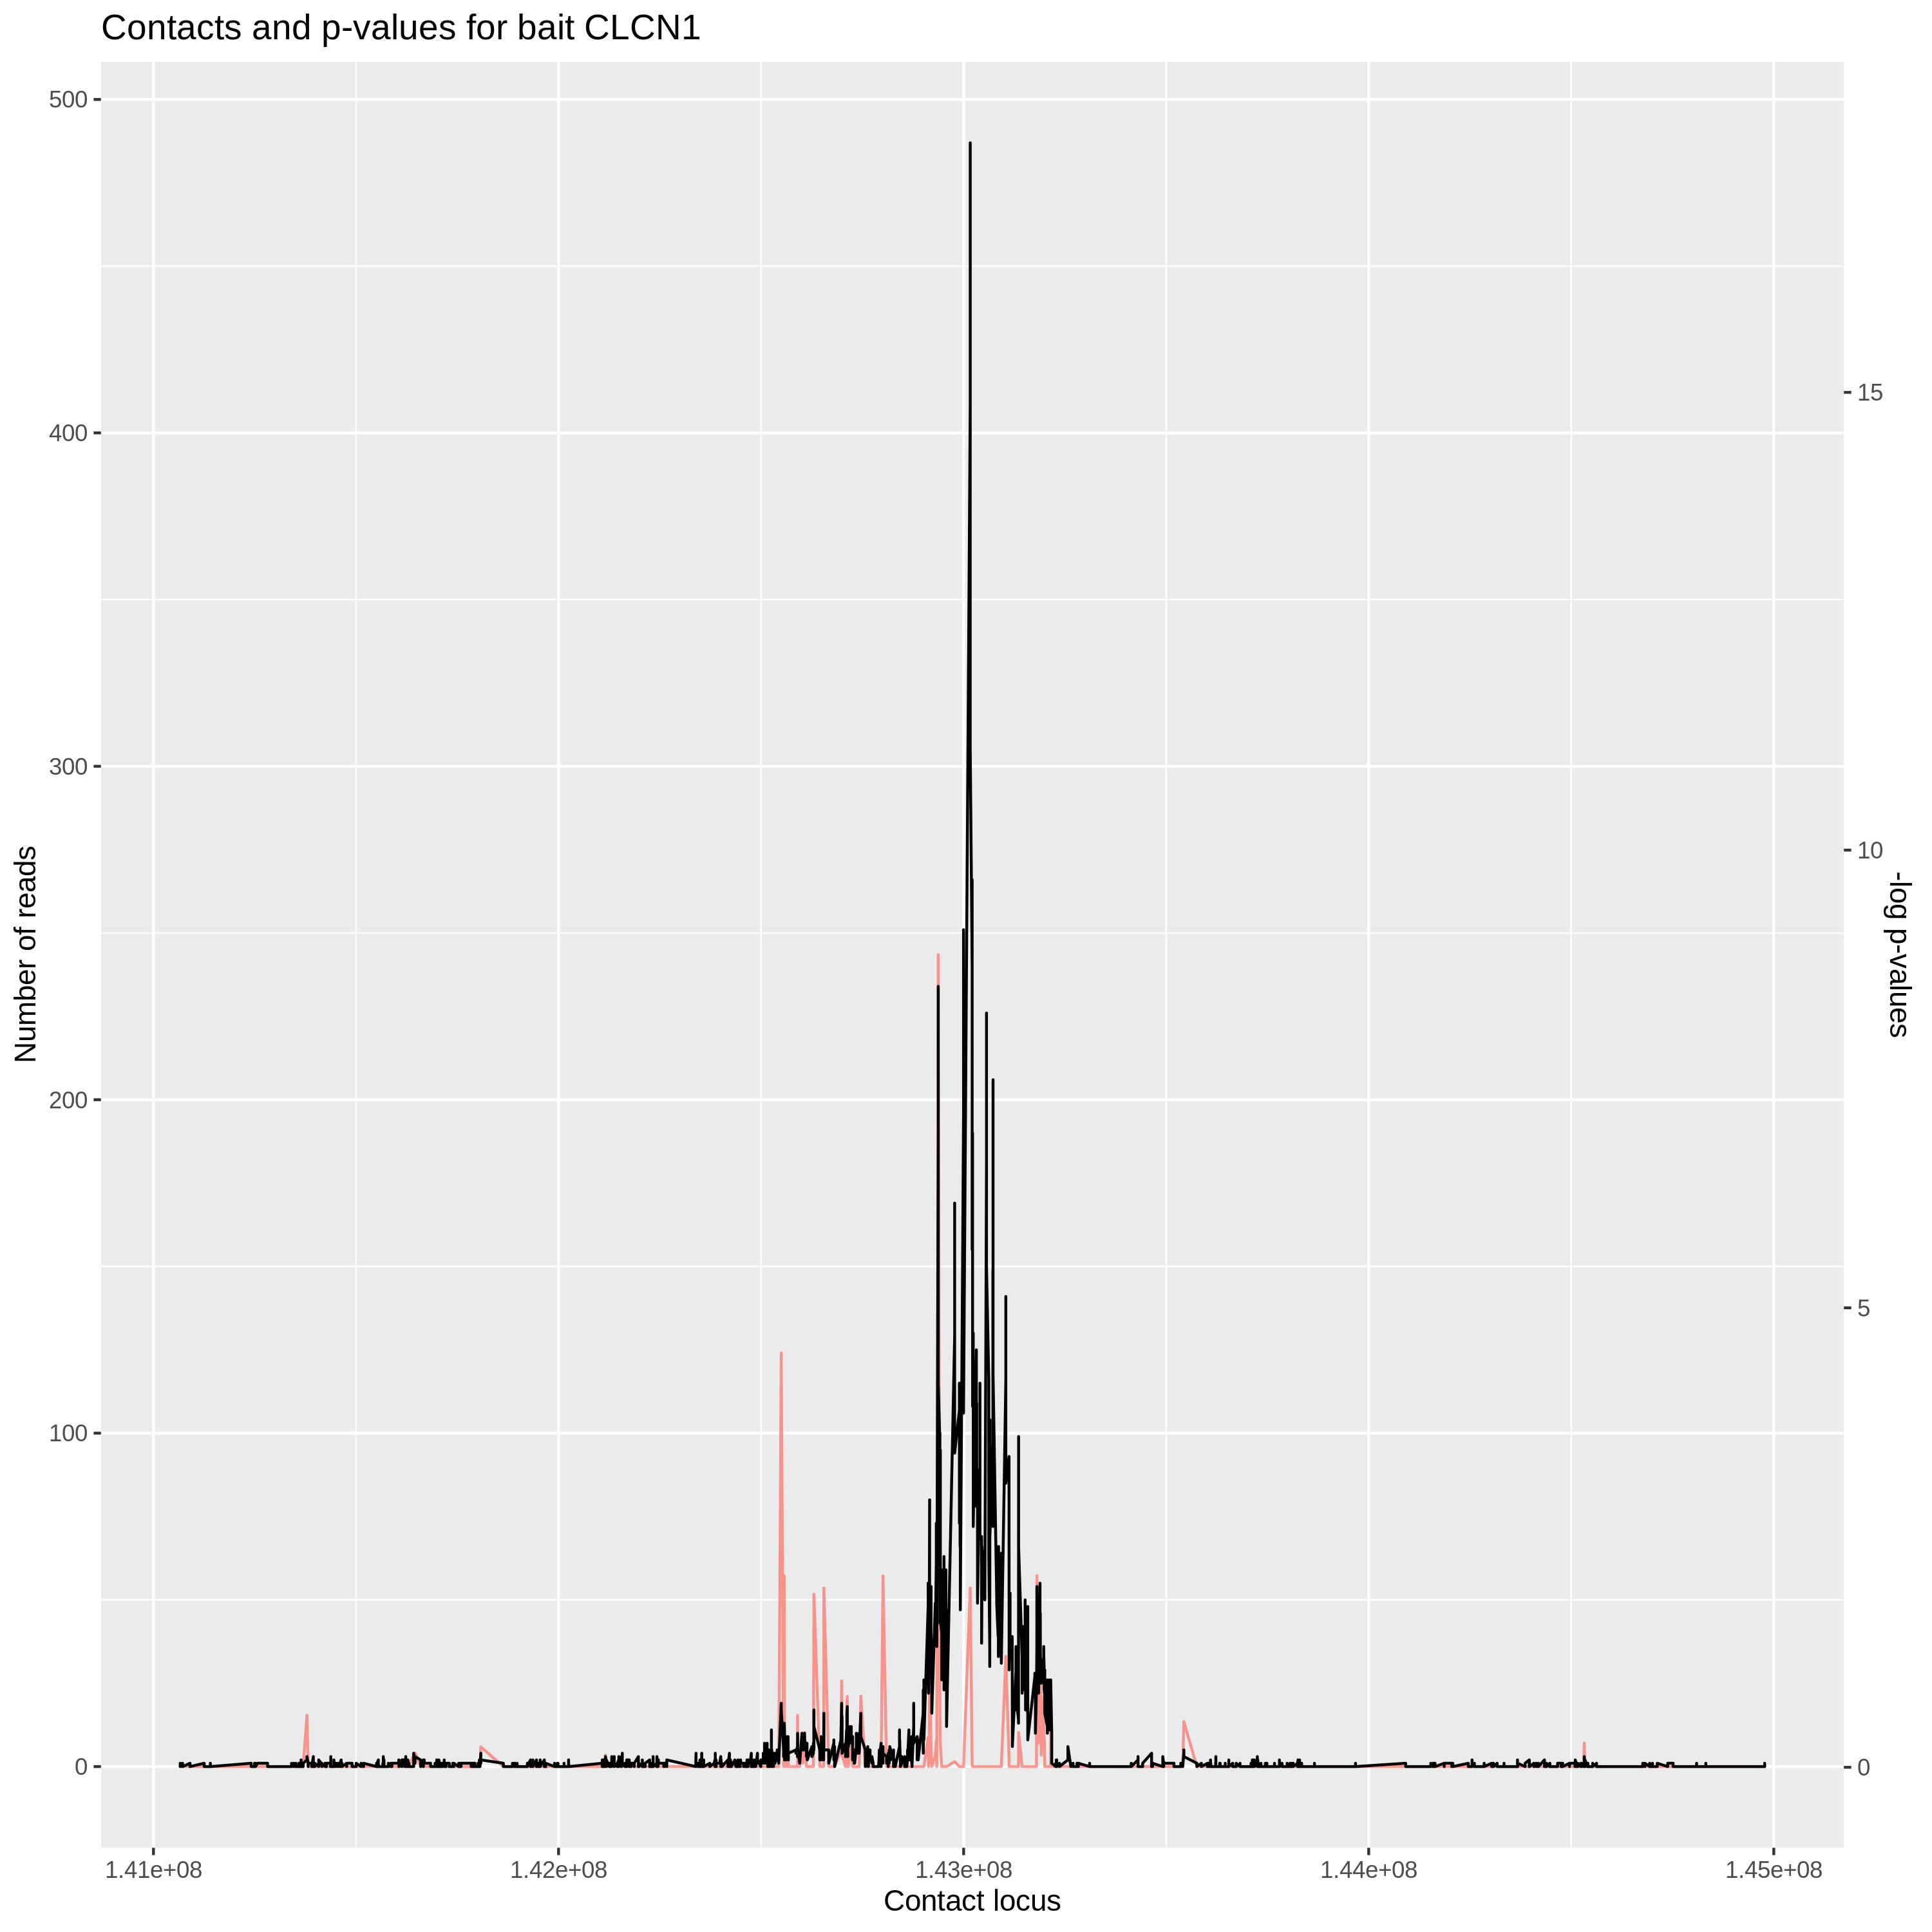 Contacts and p-values for bait CLCN1
500
400
300
200
100
0
Number of reads
15
10
5
0
-log p-values
1.41e+08
1.42e+08
1.43e+08
1.44e+08
1.45e+08
Contact locus